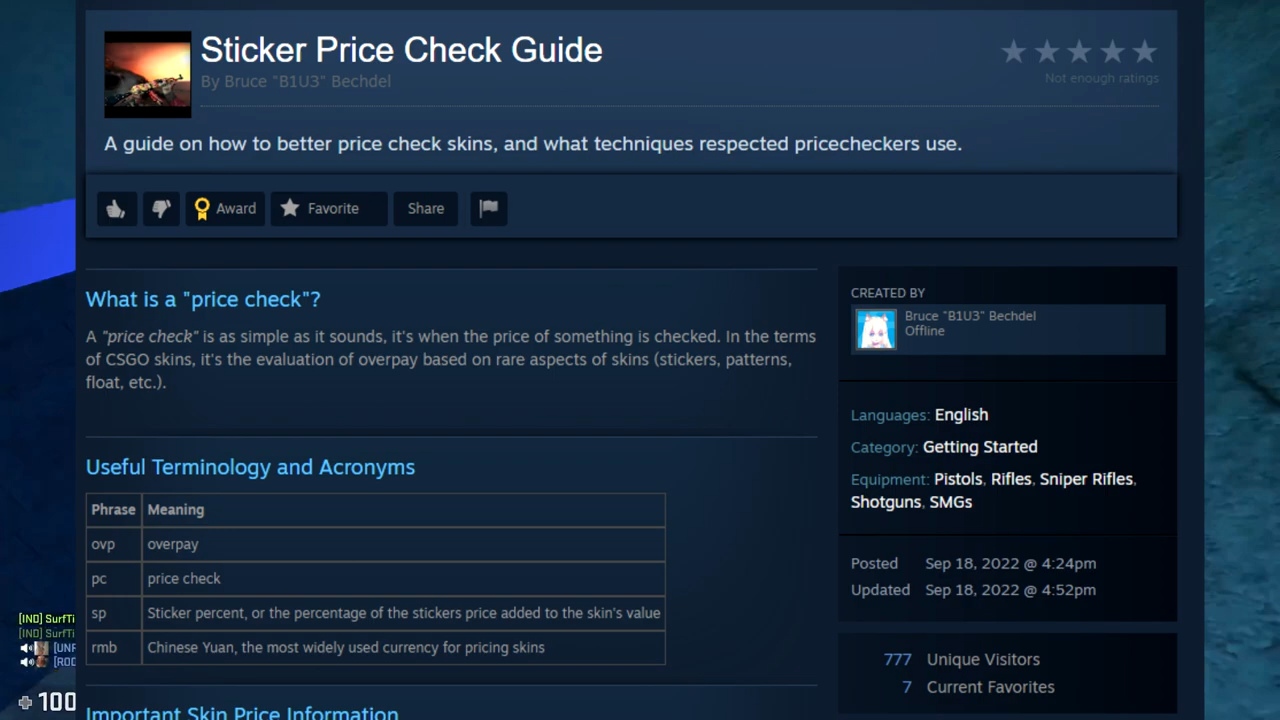 Sticker Price Check Guide
By Bruce "B1U3" Bechdel
Not enough ratings
A guide on how to better price check skins, and what techniques respected pricecheckers use.
Award
Favorite
Share
What is a "price check"?
A "price check" is as simple as it sounds, it's when the price of something is checked. In the terms
of CSGO skins, it's the evaluation of overpay based on rare aspects of skins (stickers, patterns,
float, etc.).
Useful Terminology and Acronyms
Phrase Meaning
ovp overpay
pc price check
sp Sticker percent, or the percentage of the stickers price added to the skin's value
rmb Chinese Yuan, the most widely used currency for pricing skins
Important Skin Price Information
CREATED BY
Bruce "B1U3" Bechdel
Offline
Languages: English
Category: Getting Started
Equipment: Pistols, Rifles, Sniper Rifles,
Shotguns, SMGs
Posted Sep 18, 2022 @ 4:24pm
Updated Sep 18, 2022 @ 4:52pm
777 Unique Visitors
7 Current Favorites
[IND] SurfTi
[IND] SurfTi
100